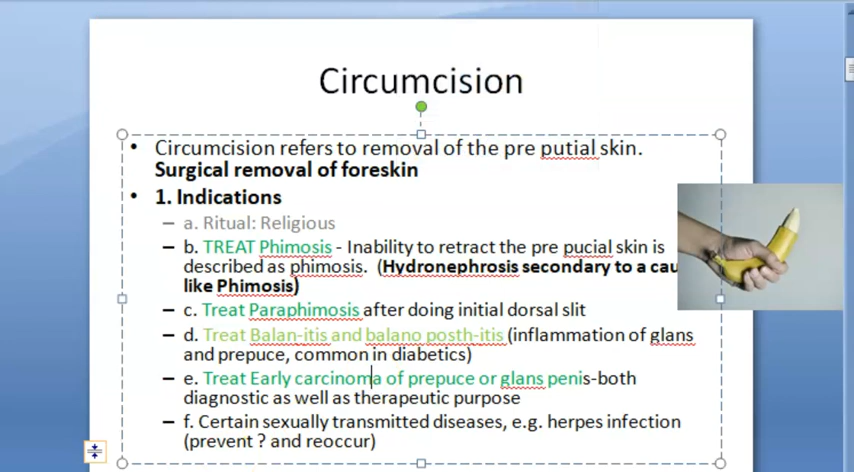 Circumcision
• Circumcision refers to removal of the pre putial skin.
Surgical removal of foreskin
• 1. Indications
– a. Ritual: Religious
– b. TREAT Phimosis - Inability to retract the pre pucial skin is
described as phimosis. (Hydronephrosis secondary to a cau
like Phimosis)
– c. Treat Paraphimosis after doing initial dorsal slit
– d. Treat Balan-itis and balano posth-itis (inflammation of glans
and prepuce, common in diabetics)
– e. Treat Early carcinoma of prepuce or glans penis-both
diagnostic as well as therapeutic purpose
– f. Certain sexually transmitted diseases, e.g. herpes infection
(prevent ? and reoccur)